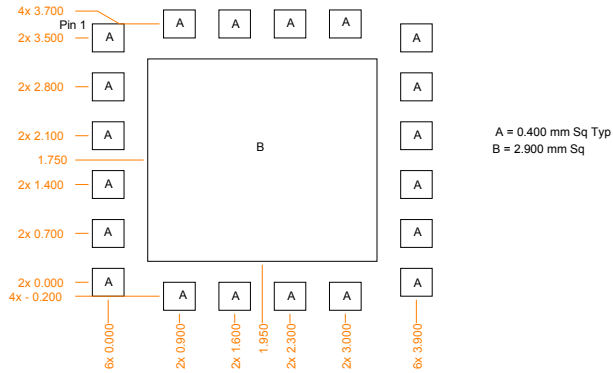 4x 3.700
Pin 1
A A A A
2x 3.500 A A
2x 2.800 A A
2x 2.100 A A
A = 0.400 mm Sq Typ
B
B = 2.900 mm Sq
1.750
2x 1.400 A A
2x 0.700 A A
2x 0.000 A A
4x - 0.200 A A A A
6x 0.000
2x 0.900
2x 1.600
1.950
2x 2.300
2x 3.000
6x 3.900